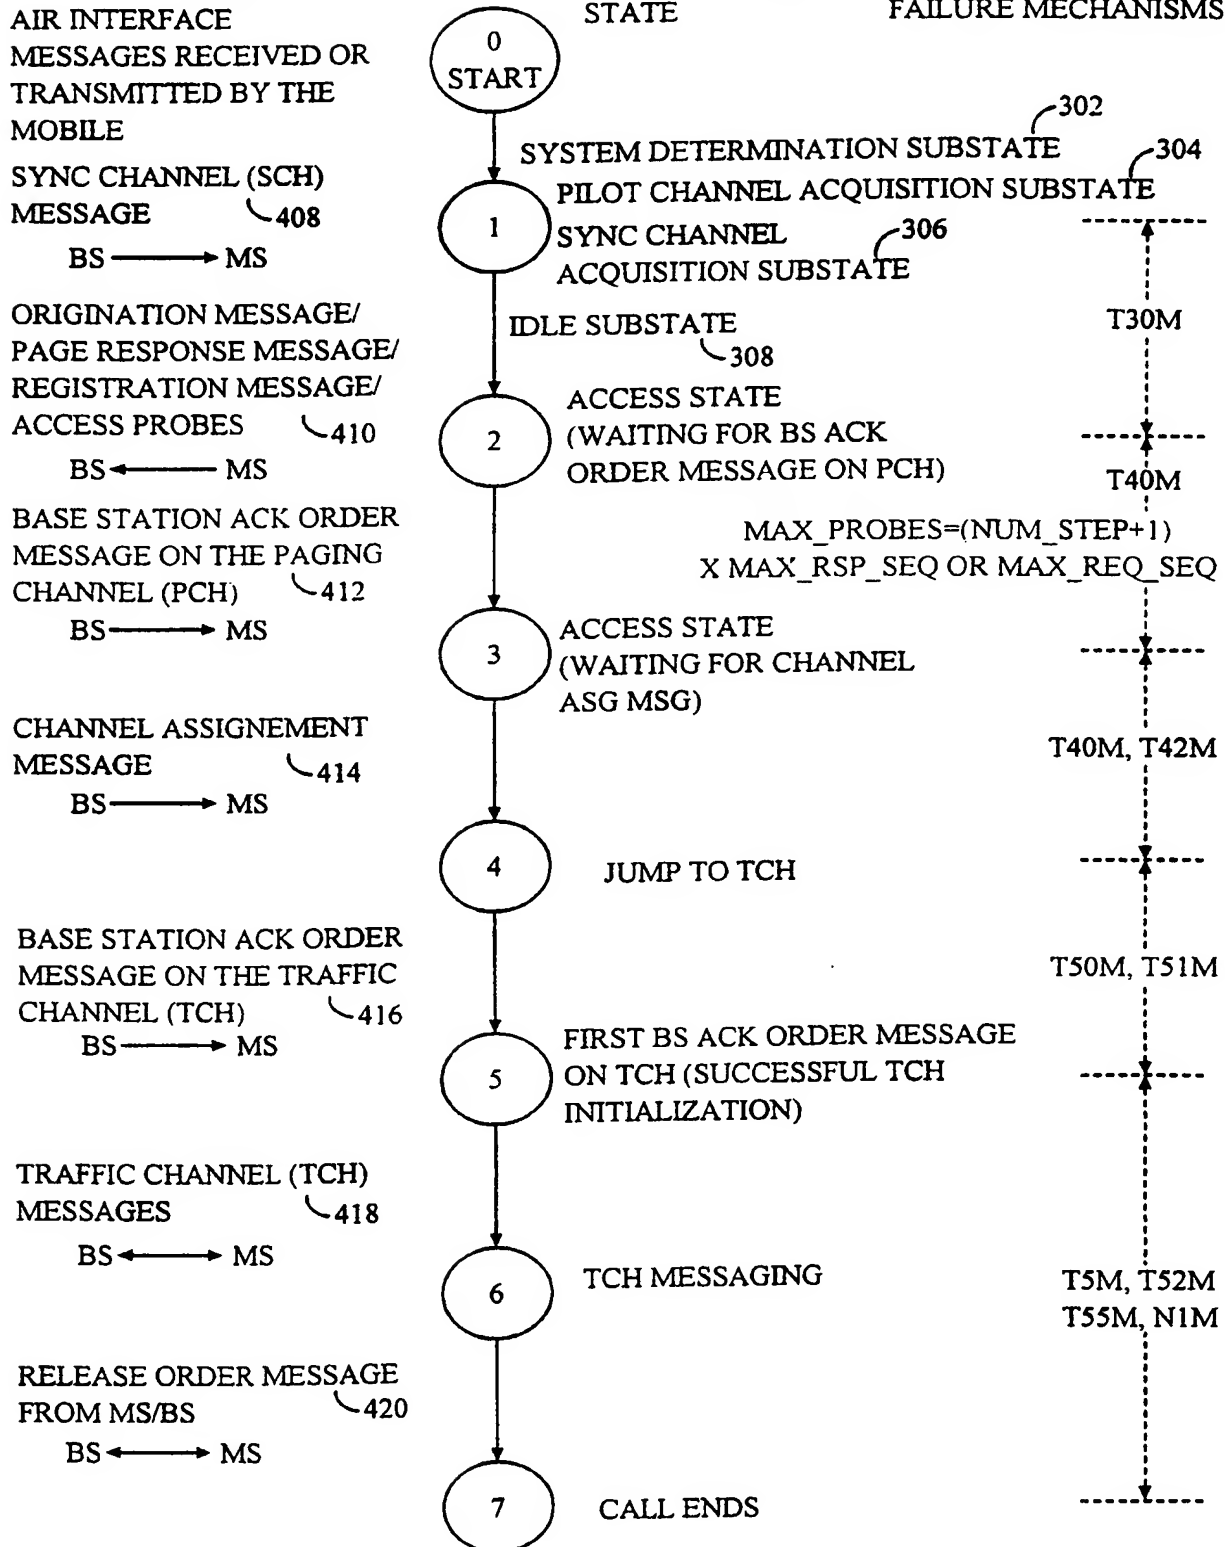 AIR INTERFACE
MESSAGES RECEIVED OR
TRANSMITTED BY THE
MOBILE
STATE
FAILURE MECHANISMS
0
START
SYSTEM DETERMINATION SUBSTATE
302
PILOT CHANNEL ACQUISITION SUBSTATE
304
SYNC CHANNEL (SCH)
MESSAGE
408
BS MS
1
SYNC CHANNEL
ACQUISITION SUBSTATE
306
T30M
IDLE SUBSTATE
308
ORIGINATION MESSAGE/
PAGE RESPONSE MESSAGE/
REGISTRATION MESSAGE/
ACCESS PROBES
410
BS MS
2
ACCESS STATE
(WAITING FOR BS ACK
ORDER MESSAGE ON PCH)
T40M
MAX_PROBES=(NUM_STEP+1)
X MAX_RSP_SEQ OR MAX_REQ_SEQ
BASE STATION ACK ORDER
MESSAGE ON THE PAGING
CHANNEL (PCH)
412
BS MS
3
ACCESS STATE
(WAITING FOR CHANNEL
ASG MSG)
T40M, T42M
CHANNEL ASSIGNEMENT
MESSAGE
414
BS MS
4
JUMP TO TCH
T50M, T51M
BASE STATION ACK ORDER
MESSAGE ON THE TRAFFIC
CHANNEL (TCH)
416
BS MS
5
FIRST BS ACK ORDER MESSAGE
ON TCH (SUCCESSFUL TCH
INITIALIZATION)
TRAFFIC CHANNEL (TCH)
MESSAGES
418
BS MS
6
TCH MESSAGING
T5M, T52M
T55M, N1M
RELEASE ORDER MESSAGE
FROM MS/BS
420
BS MS
7
CALL ENDS